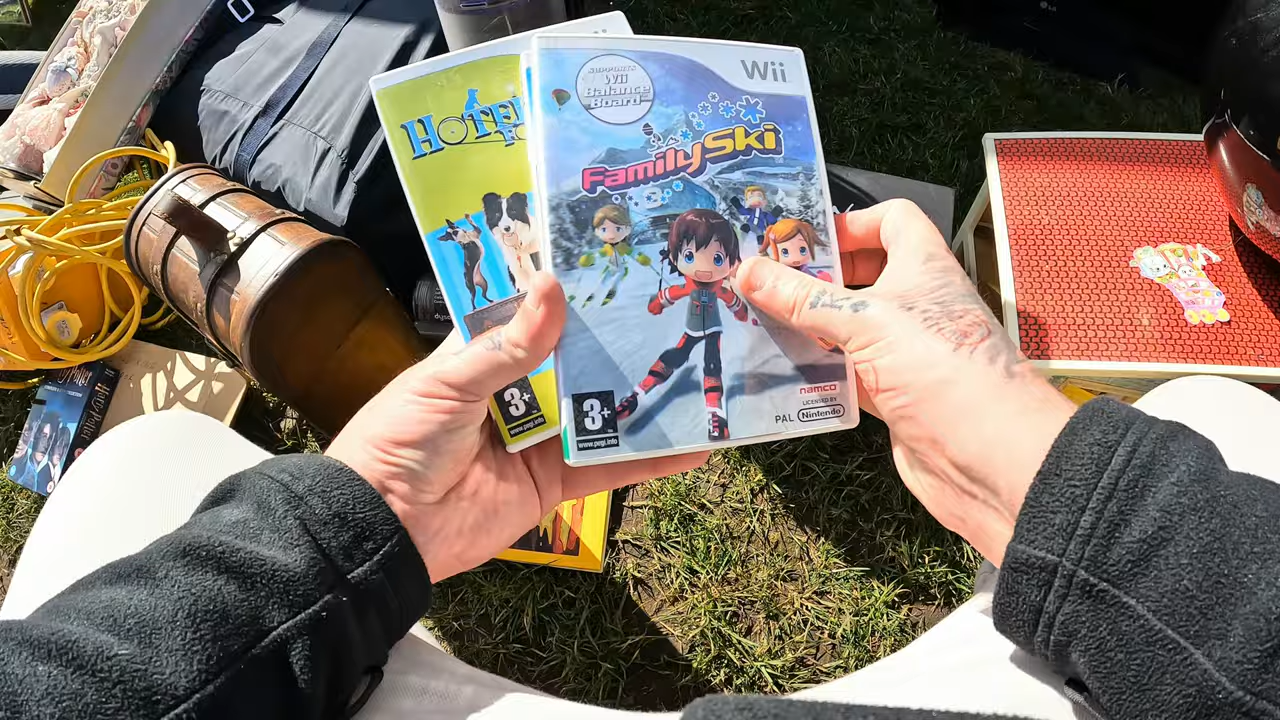 SUPPORTS
Wii
Balance
Board
Wii
Family Ski
3+
www.pegi.info
namco
LICENSED BY
PAL Nintendo
3+
www.pegi.info
dyson